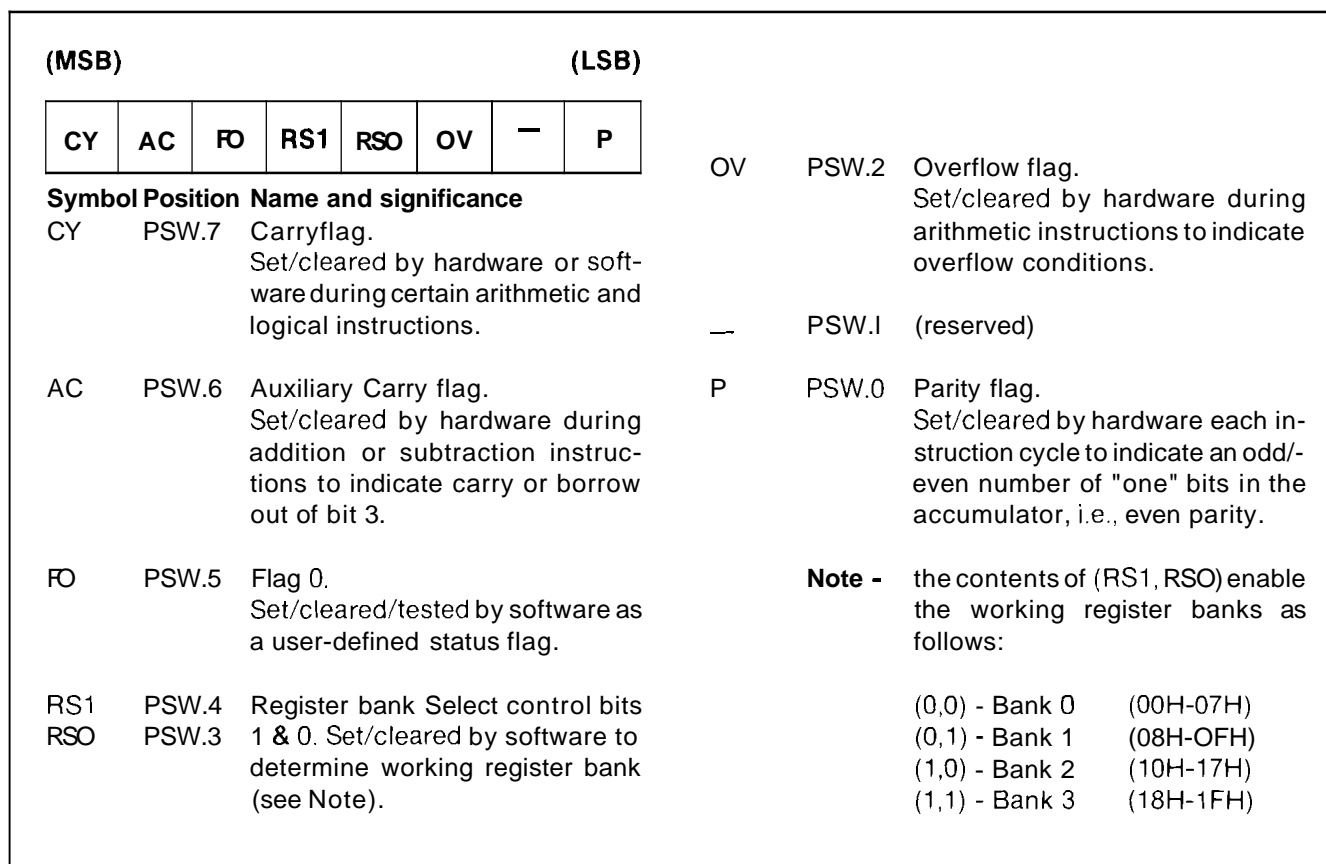 (MSB) (LSB)
CY AC FO RS1 RSO OV — P
Symbol Position Name and significance
CY PSW.7 Carryflag.
Set/cleared by hardware or soft-
ware during certain arithmetic and
logical instructions.
AC PSW.6 Auxiliary Carry flag.
Set/cleared by hardware during
addition or subtraction instruc-
tions to indicate carry or borrow
out of bit 3.
FO PSW.5 Flag 0.
Set/cleared/tested by software as
a user-defined status flag.
RS1 PSW.4 Register bank Select control bits
RSO PSW.3 1 & 0. Set/cleared by software to
determine working register bank
(see Note).
OV PSW.2 Overflow flag.
Set/cleared by hardware during
arithmetic instructions to indicate
overflow conditions.
— PSW.I (reserved)
P PSW.0 Parity flag.
Set/cleared by hardware each in-
struction cycle to indicate an odd/-
even number of "one" bits in the
accumulator, i.e., even parity.
Note - the contents of (RS1, RSO) enable
the working register banks as
follows:
(0,0) - Bank 0 (00H-07H)
(0,1) - Bank 1 (08H-OFH)
(1,0) - Bank 2 (10H-17H)
(1,1) - Bank 3 (18H-1FH)